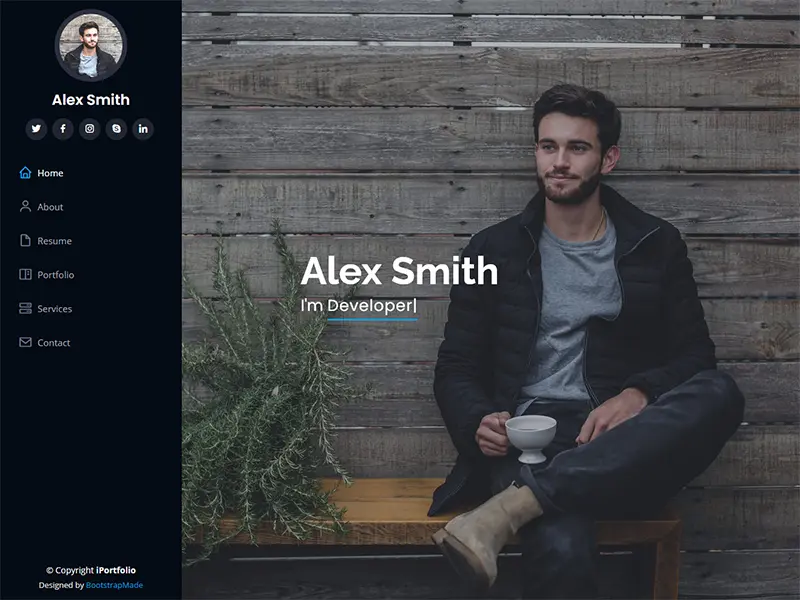 Alex Smith
Home
About
Resume
Portfolio
Services
Contact
© Copyright iPortfolio
Designed by BootstrapMade
Alex Smith
I'm Developer|